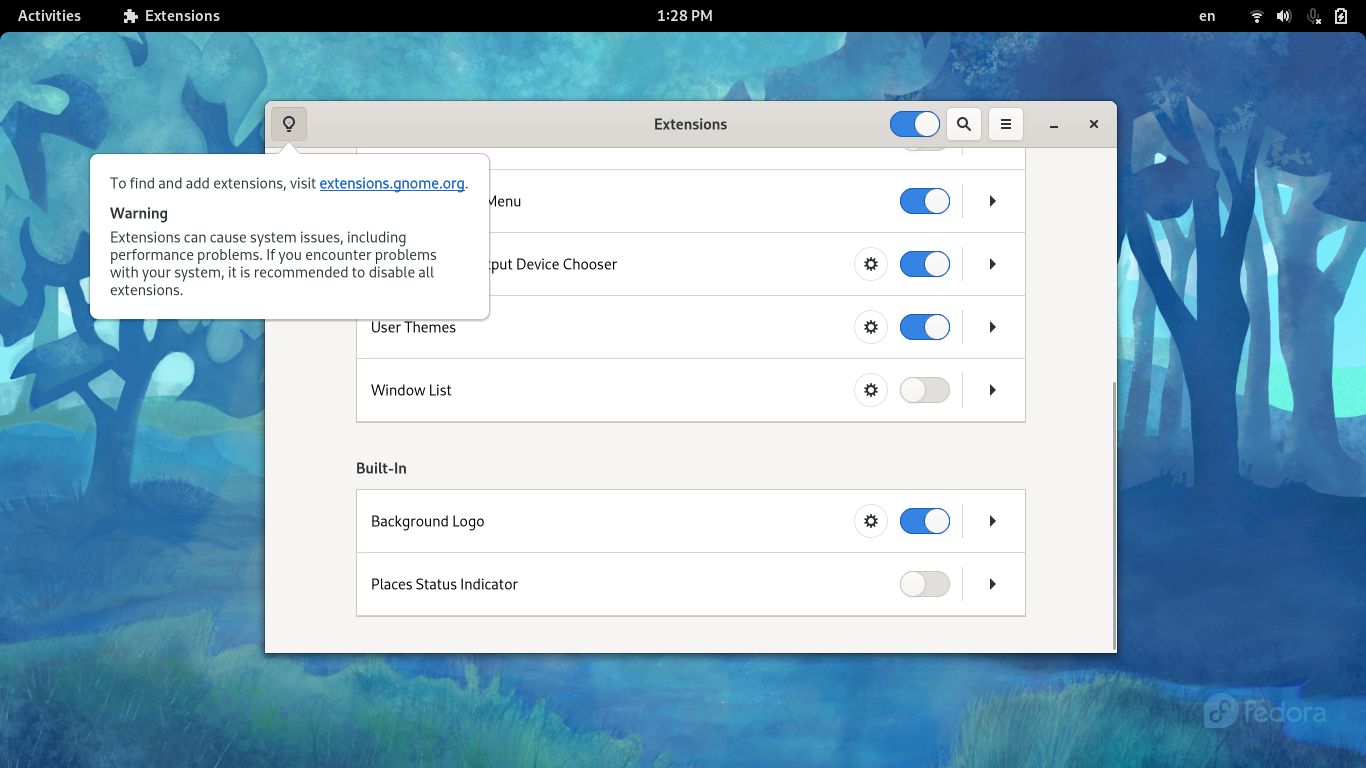 Activities Extensions 1:28 PM en
Extensions
To find and add extensions, visit extensions.gnome.org.
Warning
Extensions can cause system issues, including
performance problems. If you encounter problems
with your system, it is recommended to disable all
extensions.
Menu
Device Chooser
User Themes
Window List
Built-In
Background Logo
Places Status Indicator
fedora